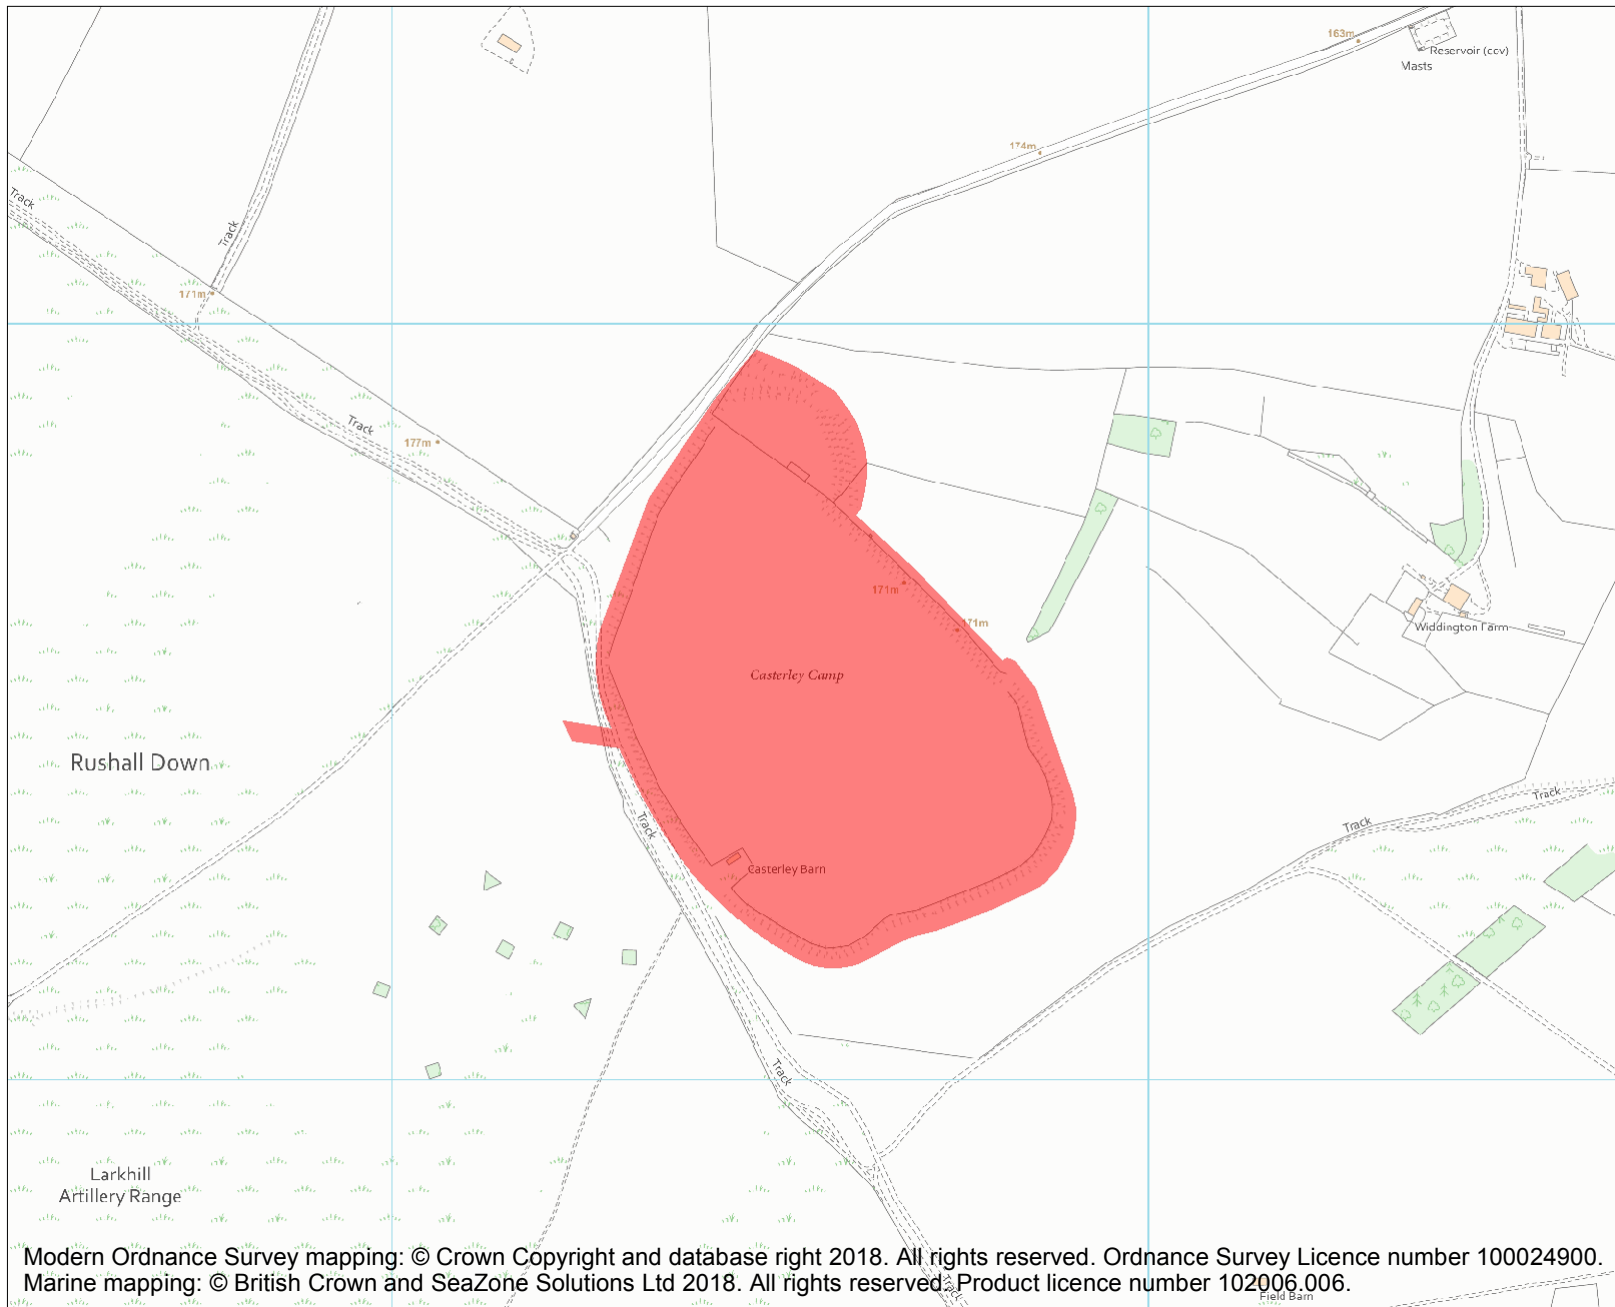 163m
Reservoir (cov)
Masts
174m
Track
Track
171m
Track
177m
171m
171m
Widdington Farm
Casterley Camp
Rushall Down
Track
Track
Track
Casterley Barn
Track
Larkhill
Artillery Range
Modern Ordnance Survey mapping: © Crown Copyright and database right 2018. All rights reserved. Ordnance Survey Licence number 100024900.
Marine mapping: © British Crown and SeaZone Solutions Ltd 2018. All rights reserved. Product licence number 102006.006.
Track
Field Barn